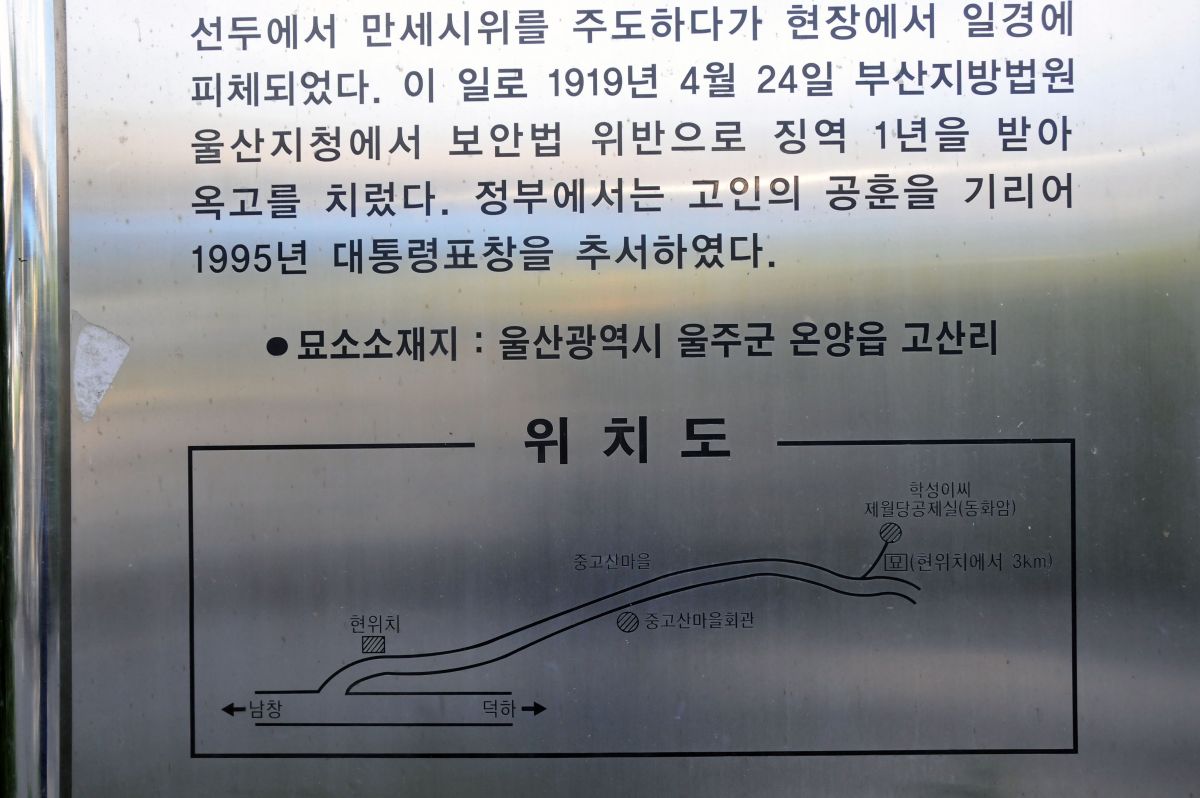 선두에서 만세시위를 주도하다가 현장에서 일경에
피체되었다. 이 일로 1919년 4월 24일 부산지방법원
울산지청에서 보안법 위반으로 징역 1년을 받아
옥고를 치렀다. 정부에서는 고인의 공훈을 기리어
1995년 대통령표창을 추서하였다.
● 묘소소재지 : 울산광역시 울주군 온양읍 고산리
위 치 도
학성이씨
제월당공제실(동화암)
중고산마을
묘(현위치에서 3km)
중고산마을회관
현위치
←남창
덕하→